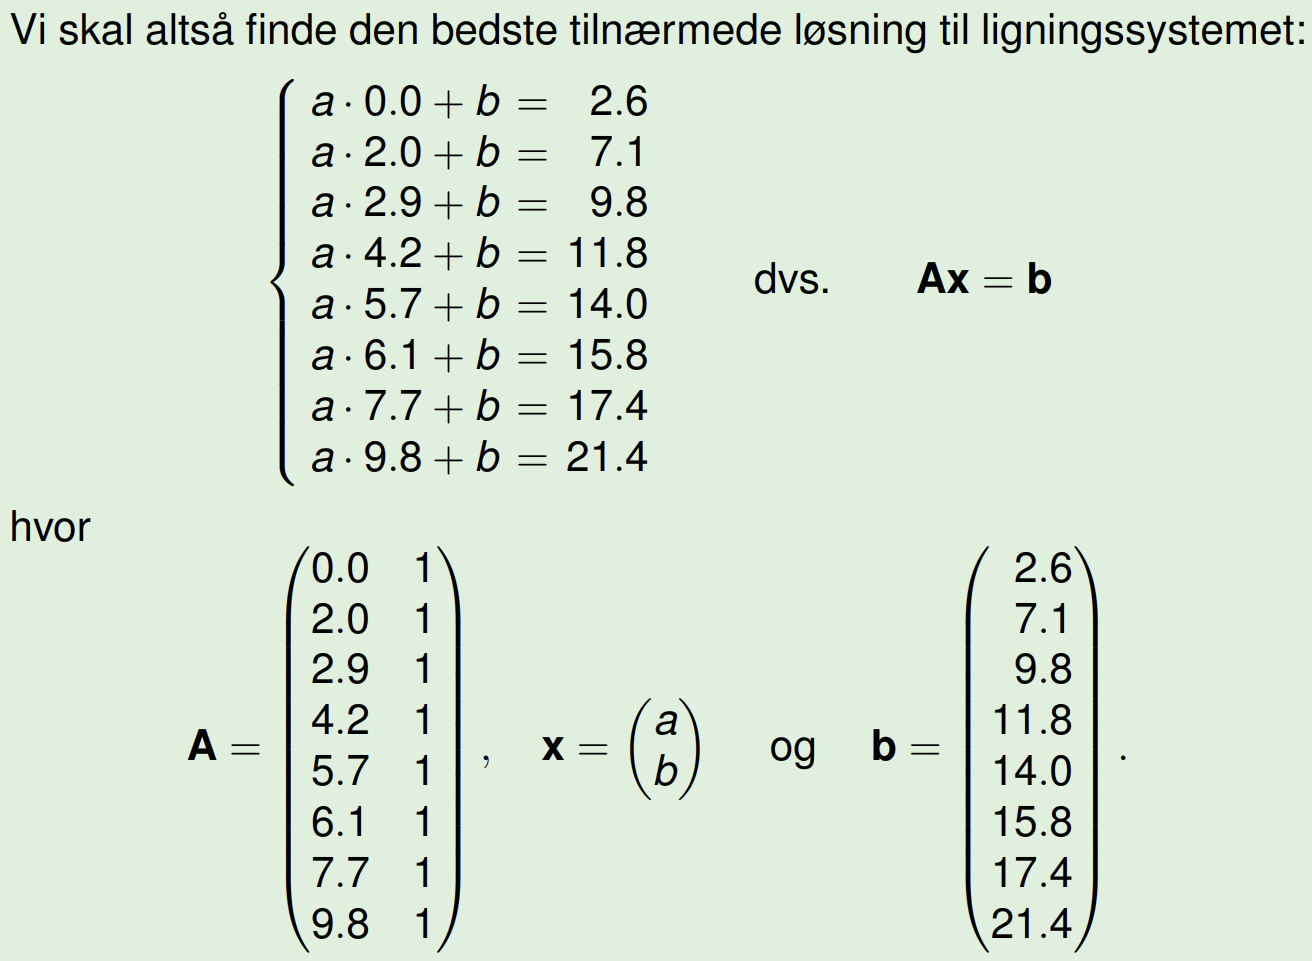 Vi skal altså finde den bedste tilnærmede løsning til ligningssystemet:
a · 0.0 + b = 2.6
a · 2.0 + b = 7.1
a · 2.9 + b = 9.8
a · 4.2 + b = 11.8
a · 5.7 + b = 14.0
a · 6.1 + b = 15.8
a · 7.7 + b = 17.4
a · 9.8 + b = 21.4
dvs. Ax = b
hvor
A =
0.0 1
2.0 1
2.9 1
4.2 1
5.7 1
6.1 1
7.7 1
9.8 1
,
x =
a
b
og
b =
2.6
7.1
9.8
11.8
14.0
15.8
17.4
21.4
.